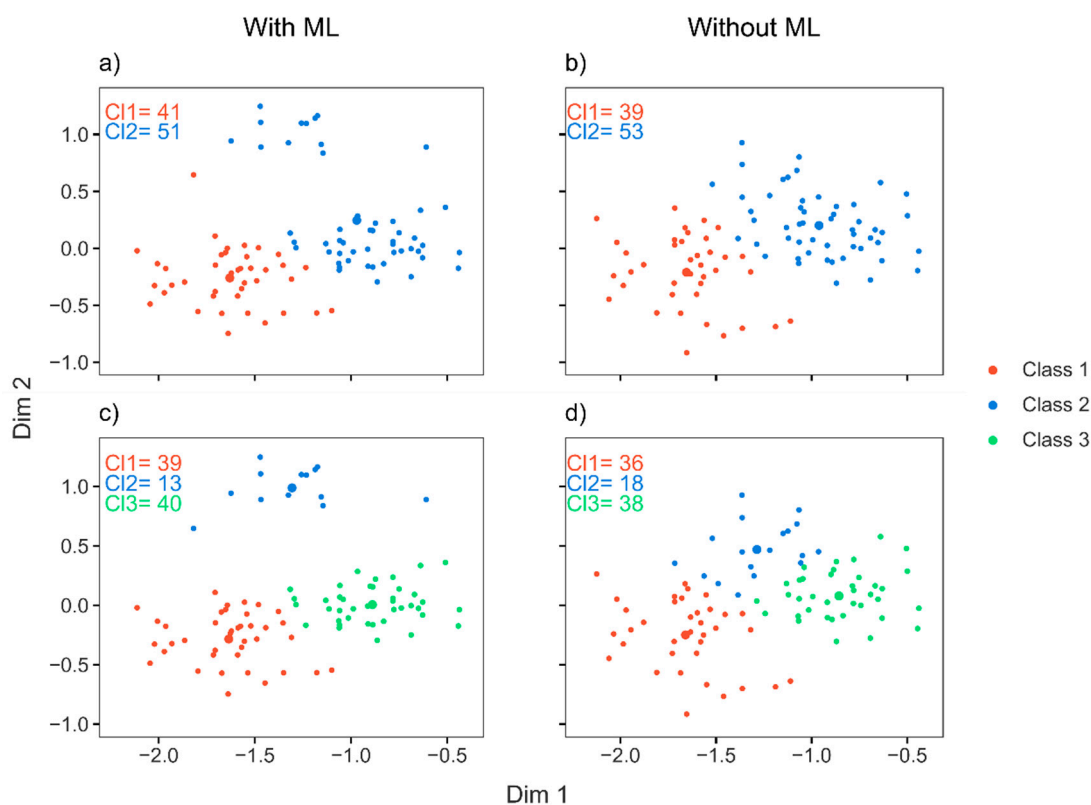 With ML
Without ML
a)
b)
Cl1= 41
Cl2= 51
Cl1= 39
Cl2= 53
1.0
0.5
0.0
−0.5
−1.0
Class 1
Class 2
Class 3
Dim 2
c)
d)
Cl1= 39
Cl2= 13
Cl3= 40
Cl1= 36
Cl2= 18
Cl3= 38
1.0
0.5
0.0
−0.5
−1.0
−2.0 −1.5 −1.0 −0.5
−2.0 −1.5 −1.0 −0.5
Dim 1